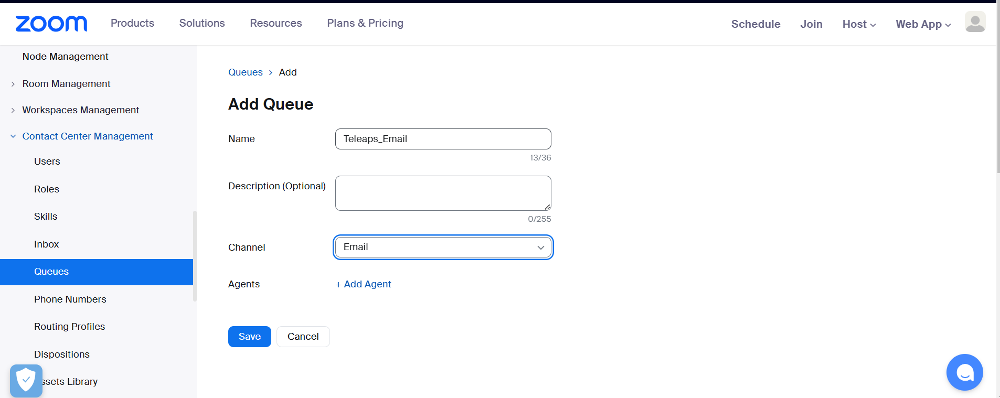 zoom Products Solutions Resources Plans & Pricing Schedule Join Host Web App
Node Management
Room Management
Workspaces Management
Contact Center Management
Users
Roles
Skills
Inbox
Queues
Phone Numbers
Routing Profiles
Dispositions
ssets Library
Queues > Add
Add Queue
Name Teleaps_Email
13/36
Description (Optional)
0/255
Channel Email
Agents + Add Agent
Save Cancel